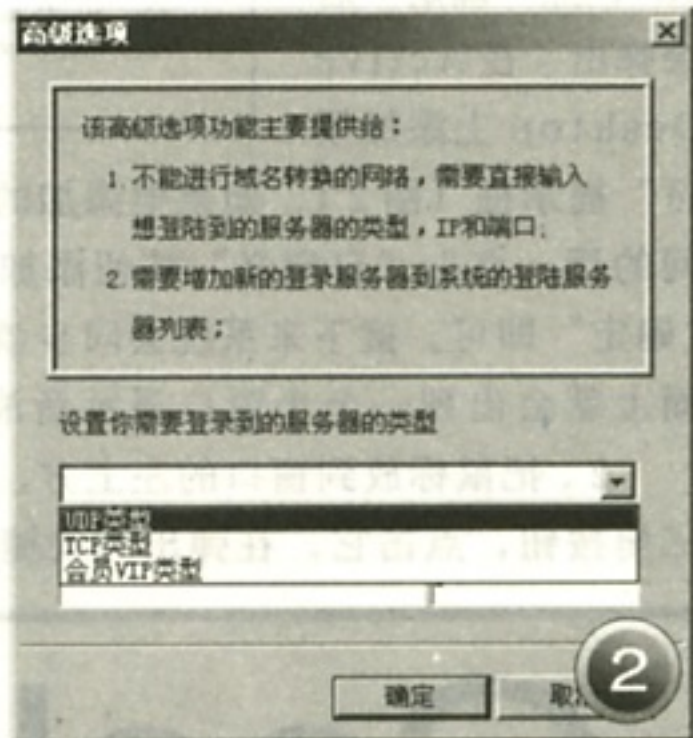 高级选项
该高级选项功能主要提供给：
1.不能进行域名转换的网络，需要直接输入
想登陆到的服务器的类型，IP和端口；
2.需要增加新的登录服务器到系统的登陆服务
器列表；
设置你需要登录到的服务器的类型
UDP类型
TCP类型
会员VIP类型
确定
2